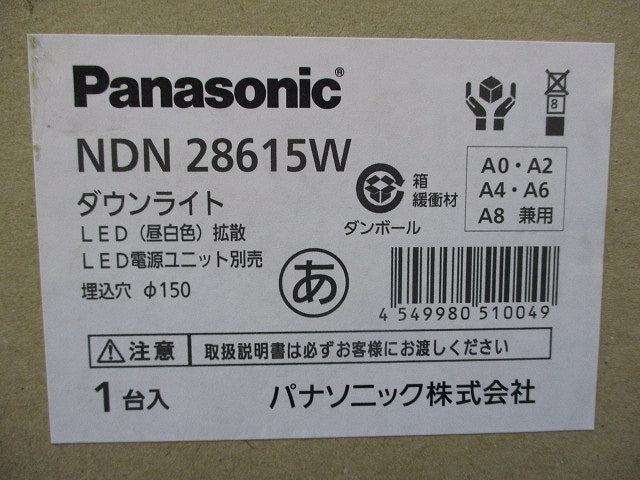 Panasonic®
NDN 28615W
ダウンライト
LED（昼白色）拡散
LED電源ユニット別売
埋込穴 φ150
8
箱
緩衝材
ダンボール
A0・A2
A4・A6
A8 兼用
あ
4 549980 510049
注意 取扱説明書は必ずお客様にお渡しください
1台入
パナソニック株式会社